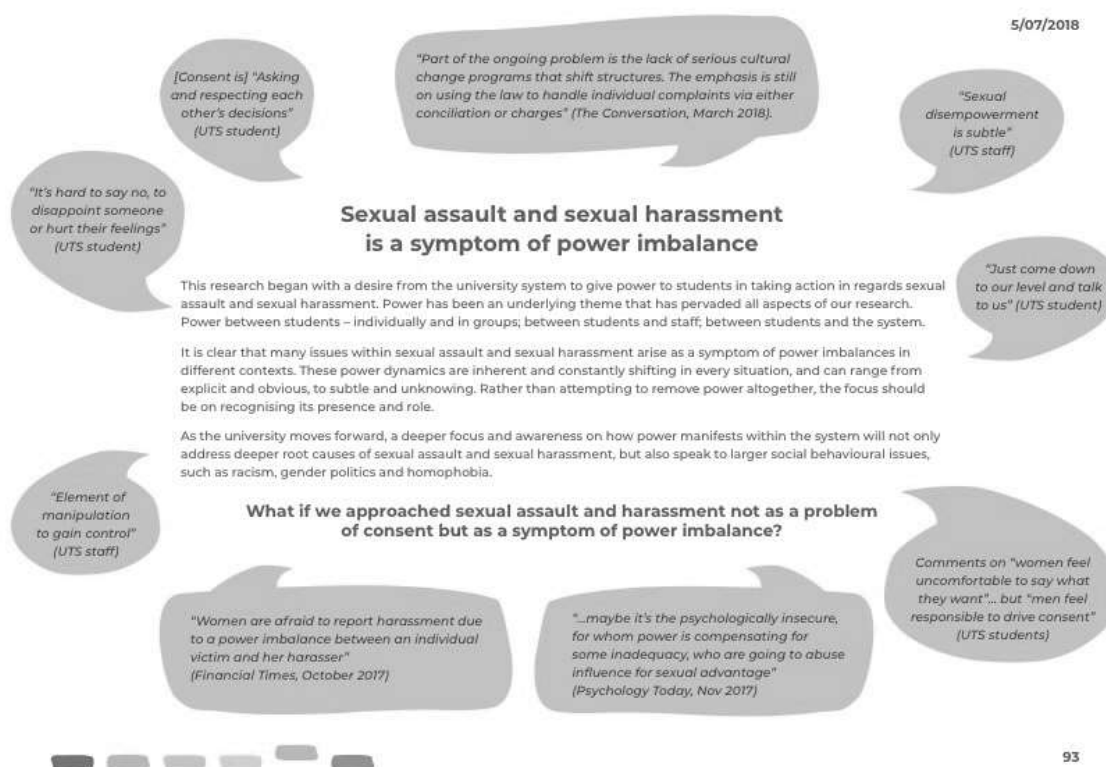 5/07/2018
[Consent is] "Asking
and respecting each
other's decisions"
(UTS student)
"Part of the ongoing problem is the lack of serious cultural
change programs that shift structures. The emphasis is still
on using the law to handle individual complaints via either
conciliation or charges" (The Conversation, March 2018).
"Sexual
disempowerment
is subtle"
(UTS staff)
"It's hard to say no, to
disappoint someone
or hurt their feelings"
(UTS student)
Sexual assault and sexual harassment
is a symptom of power imbalance
"Just come down
to our level and talk
to us" (UTS student)
This research began with a desire from the university system to give power to students in taking action in regards sexual
assault and sexual harassment. Power has been an underlying theme that has pervaded all aspects of our research.
Power between students – individually and in groups; between students and staff; between students and the system.
It is clear that many issues within sexual assault and sexual harassment arise as a symptom of power imbalances in
different contexts. These power dynamics are inherent and constantly shifting in every situation, and can range from
explicit and obvious, to subtle and unknowing. Rather than attempting to remove power altogether, the focus should
be on recognising its presence and role.
As the university moves forward, a deeper focus and awareness on how power manifests within the system will not only
address deeper root causes of sexual assault and sexual harassment, but also speak to larger social behavioural issues,
such as racism, gender politics and homophobia.
"Element of
manipulation
to gain control"
(UTS staff)
What if we approached sexual assault and harassment not as a problem
of consent but as a symptom of power imbalance?
Comments on "women feel
uncomfortable to say what
they want"... but "men feel
responsible to drive consent"
(UTS students)
"Women are afraid to report harassment due
to a power imbalance between an individual
victim and her harasser"
(Financial Times, October 2017)
"...maybe it's the psychologically insecure,
for whom power is compensating for
some inadequacy, who are going to abuse
influence for sexual advantage"
(Psychology Today, Nov 2017)
93